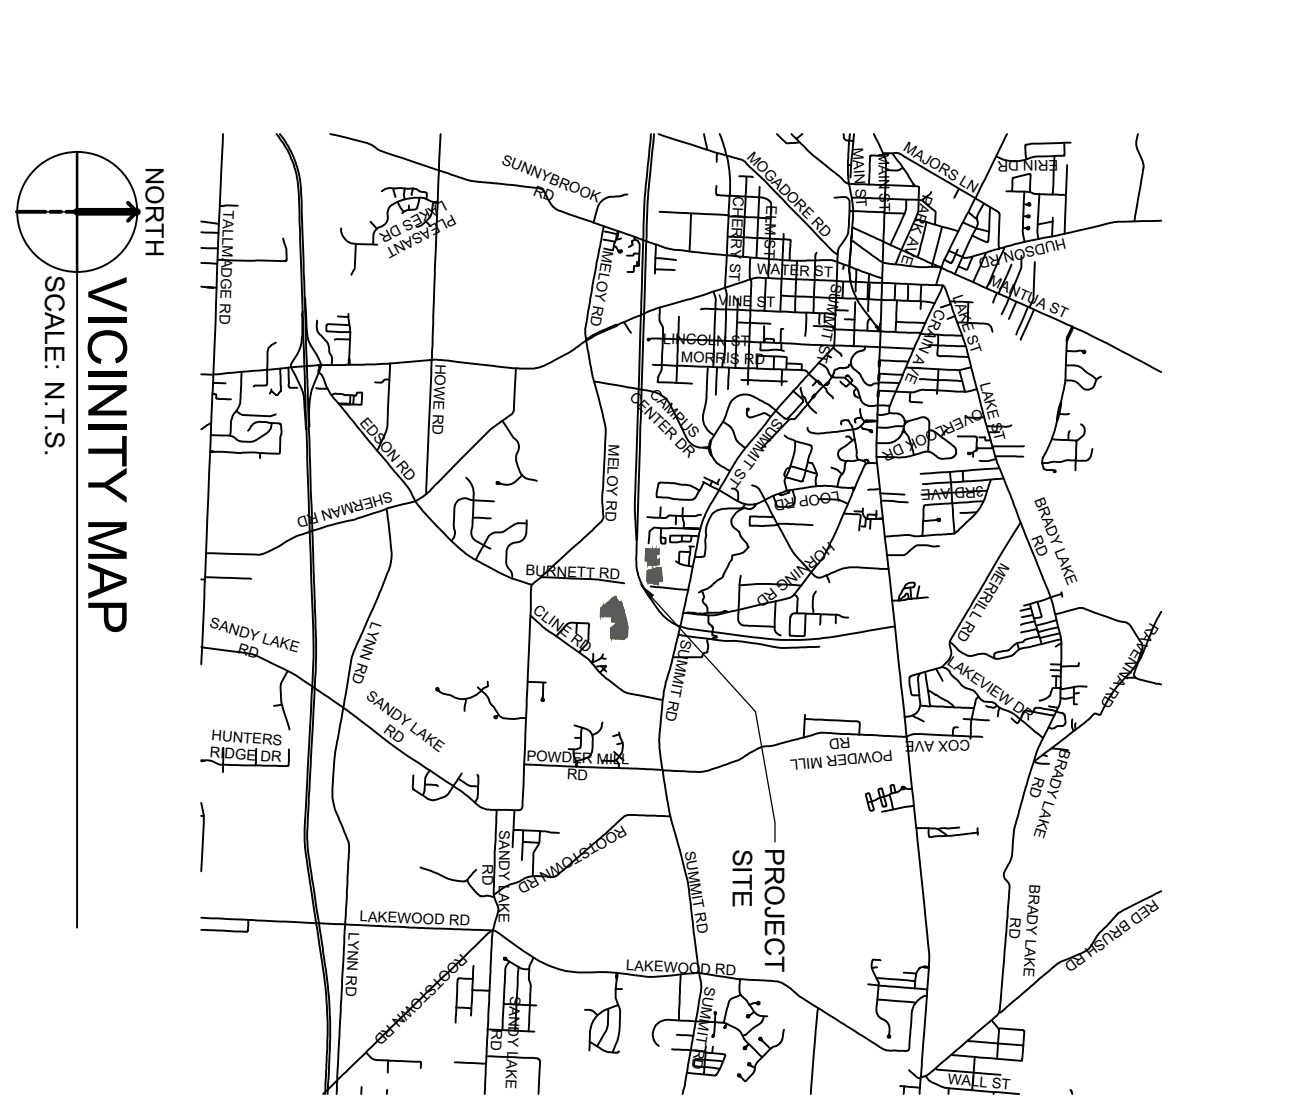 NORTH
VICINITY MAP
SCALE: N.T.S.
SUNNYBROOK
RD
MOGADORE RD
MAIN ST
MAIN ST
MAJORS LN
ERIN DR
PLEASANT
LAKES DR
TALLMADGE RD
CHERRY ST
ELM ST
PARK AVE
HUDSON RD
MELOY RD
WATER ST
MANTUA ST
VINE ST
SUMMIT ST
LAKE ST
CRAIN AVE
LINCOLN ST
MORRIS RD
HOWE RD
CAMPUS
CENTER DR
EDSON RD
SUMMIT ST
OVERLOOK DR
LAKE ST
MELOY RD
SHERMAN RD
LOOP RD
3RD AVE
BRADY LAKE
RD
BURNETT RD
HORNING RD
MERRILL RD
CLINE RD
SANDY LAKE
RD
LYNN RD
SUMMIT RD
LAKEVIEW DR
RAVENNA RD
SANDY LAKE
RD
HUNTERS
RIDGE DR
POWDER MILL
RD
POWDER MILL
RD
COX AVE
BRADY LAKE
RD
PROJECT
SITE
ROOTSTOWN RD
SANDY LAKE
RD
SUMMIT RD
LAKEWOOD RD
BRADY LAKE
RD
RED BRUSH RD
LYNN RD
ROOTSTOWN RD
LAKEWOOD RD
SANDY LAKE
RD
SUMMIT RD
WALL ST